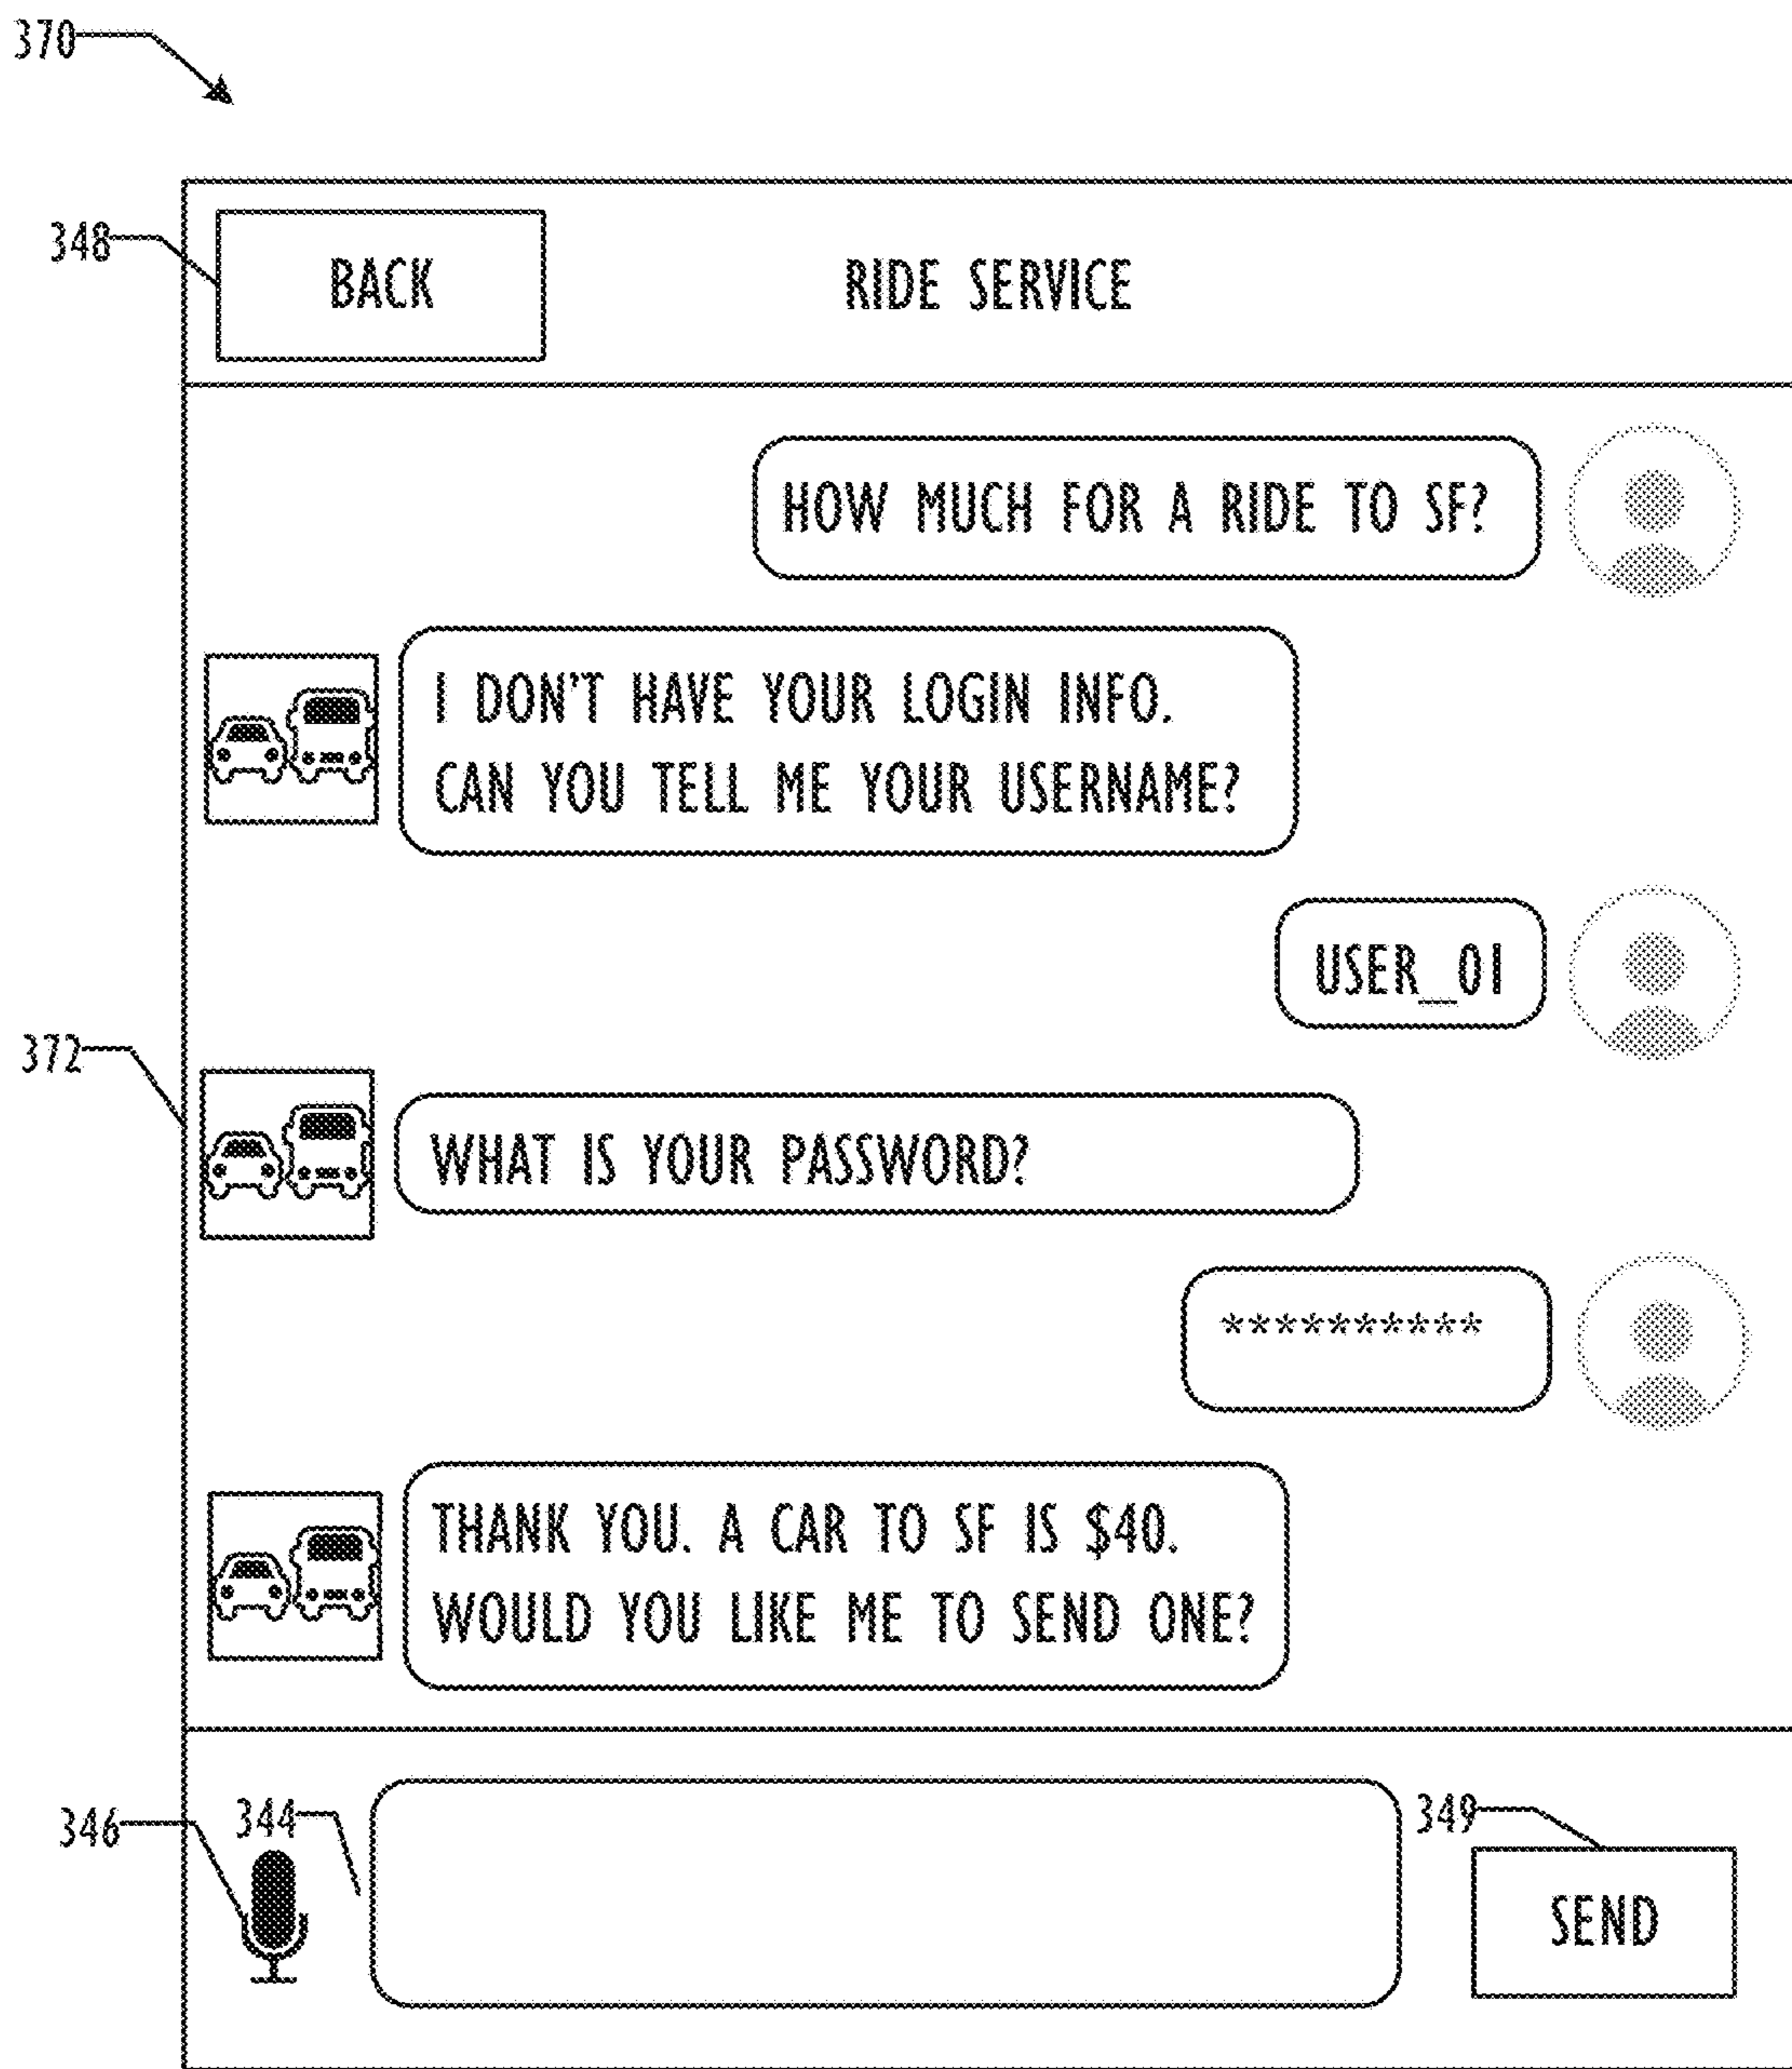 370
348
BACK
RIDE SERVICE
HOW MUCH FOR A RIDE TO SF?
I DON'T HAVE YOUR LOGIN INFO.
CAN YOU TELL ME YOUR USERNAME?
USER_01
372
WHAT IS YOUR PASSWORD?
**********
THANK YOU. A CAR TO SF IS $40.
WOULD YOU LIKE ME TO SEND ONE?
346
344
349
SEND